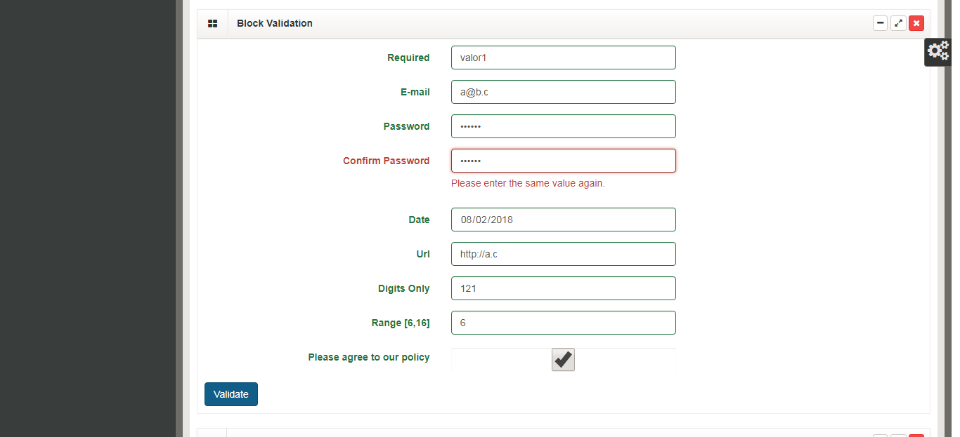 Block Validation
Required valor1
E-mail a@b.c
Password ••••••
Confirm Password ••••••
Please enter the same value again.
Date 08/02/2018
Url http://a.c
Digits Only 121
Range [6,16] 6
Please agree to our policy
Validate